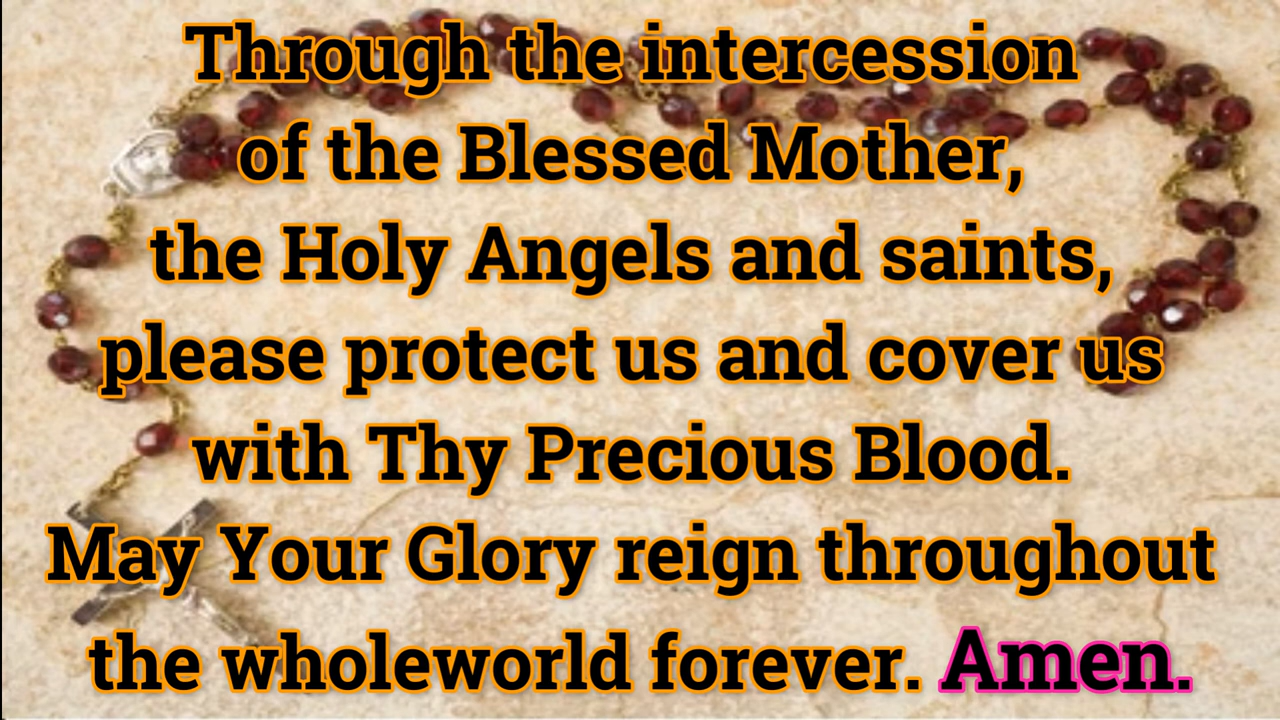 Through the intercession
of the Blessed Mother,
the Holy Angels and saints,
please protect us and cover us
with Thy Precious Blood.
May Your Glory reign throughout
the wholeworld forever. Amen.